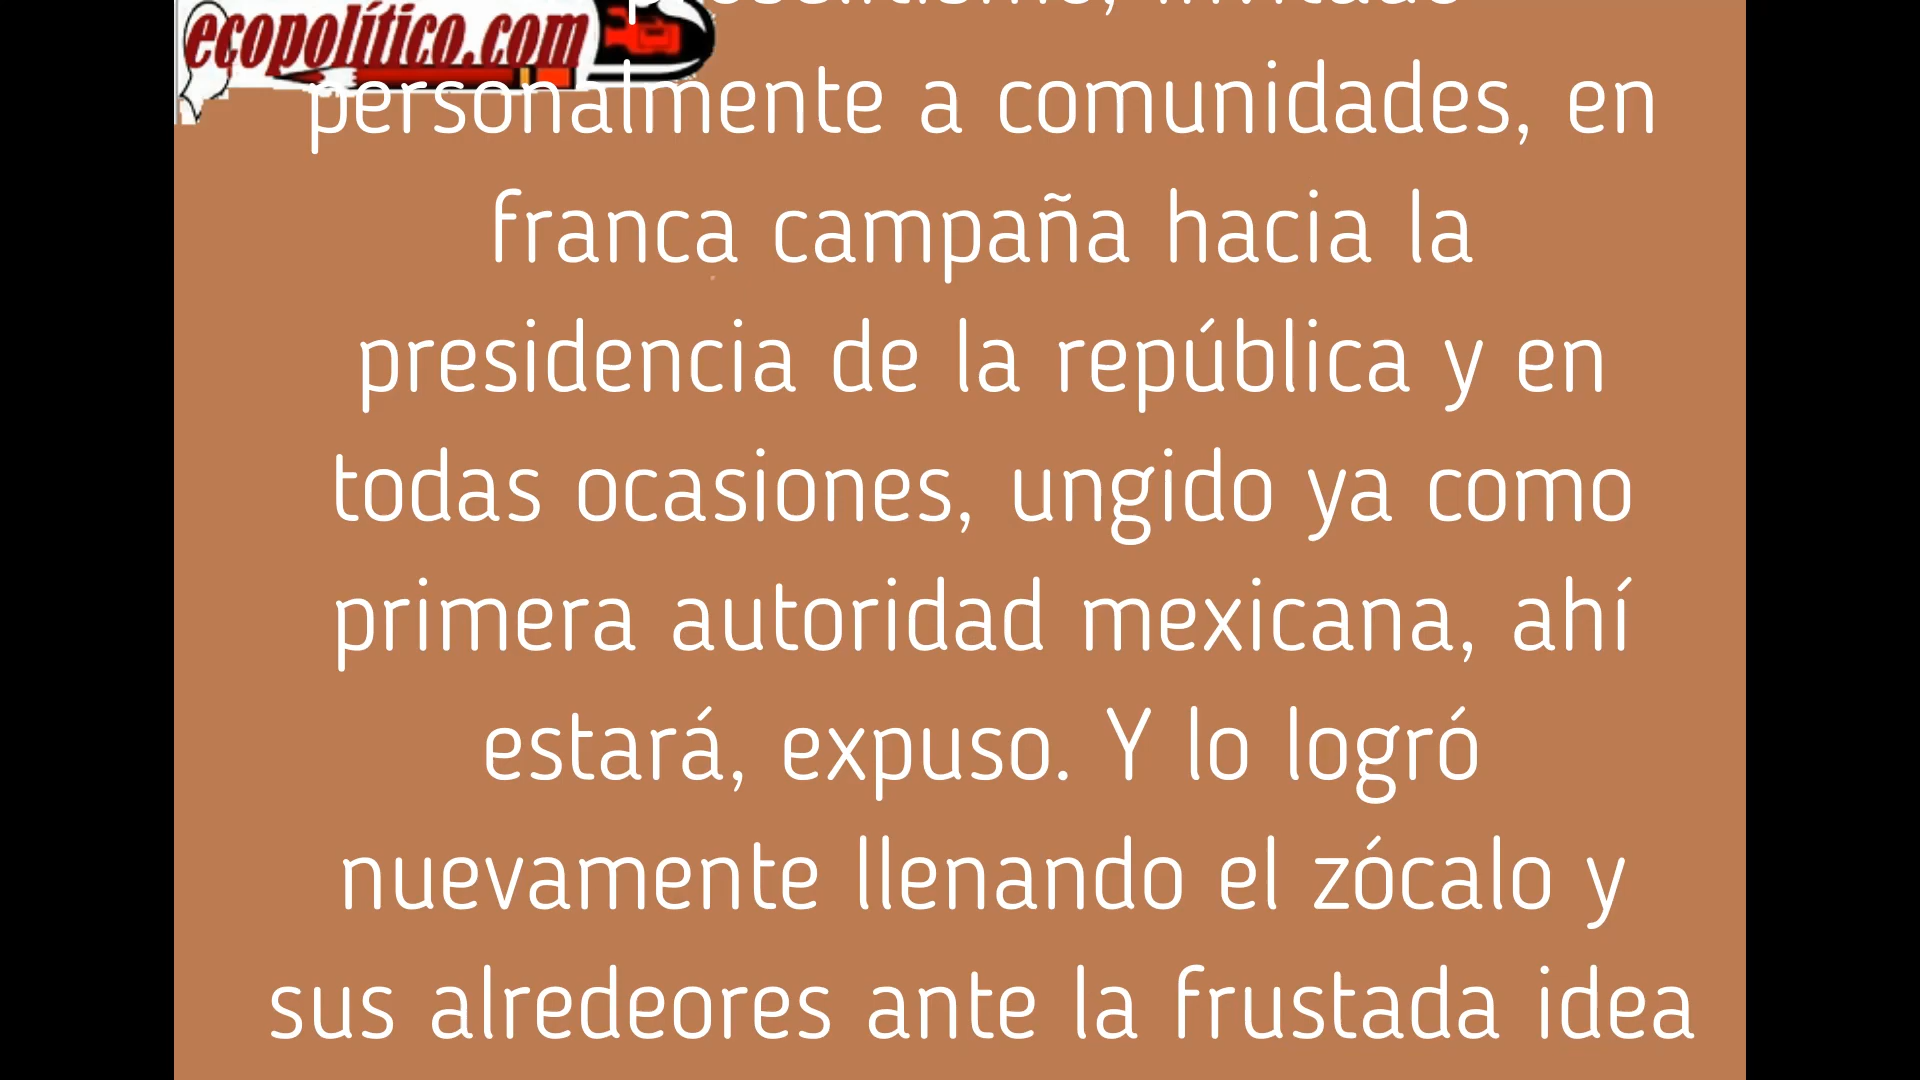 ecopolítico.com
personalmente a comunidades, en
franca campaña hacia la
presidencia de la república y en
todas ocasiones, ungido ya como
primera autoridad mexicana, ahí
estará, expuso. Y lo logró
nuevamente llenando el zócalo y
sus alredeores ante la frustada idea